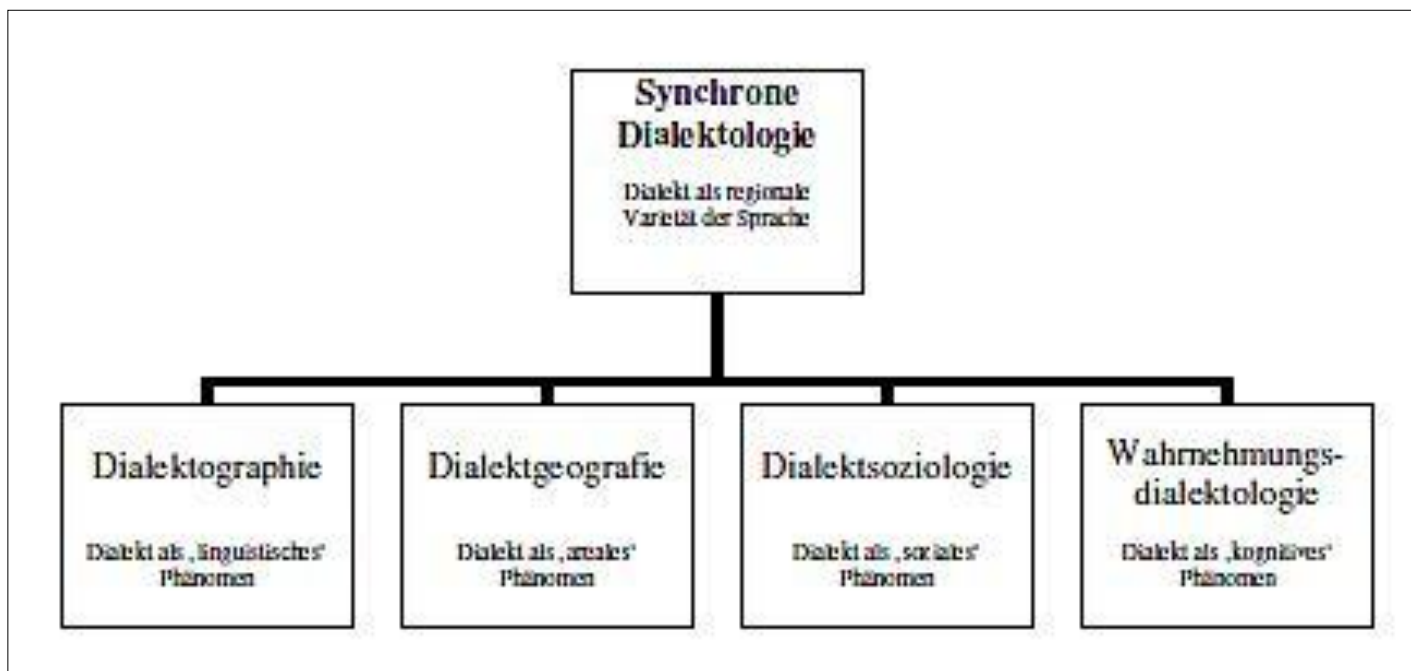 Synchrone
Dialektologie
Dialekt als regionale
Varietät der Sprache
Dialektographie
Dialekt als „linguistisches“
Phänomen
Dialektgeografie
Dialekt als „areales“
Phänomen
Dialektsoziologie
Dialekt als „soziales“
Phänomen
Wahrnehmungs-
dialektologie
Dialekt als „kognitives“
Phänomen